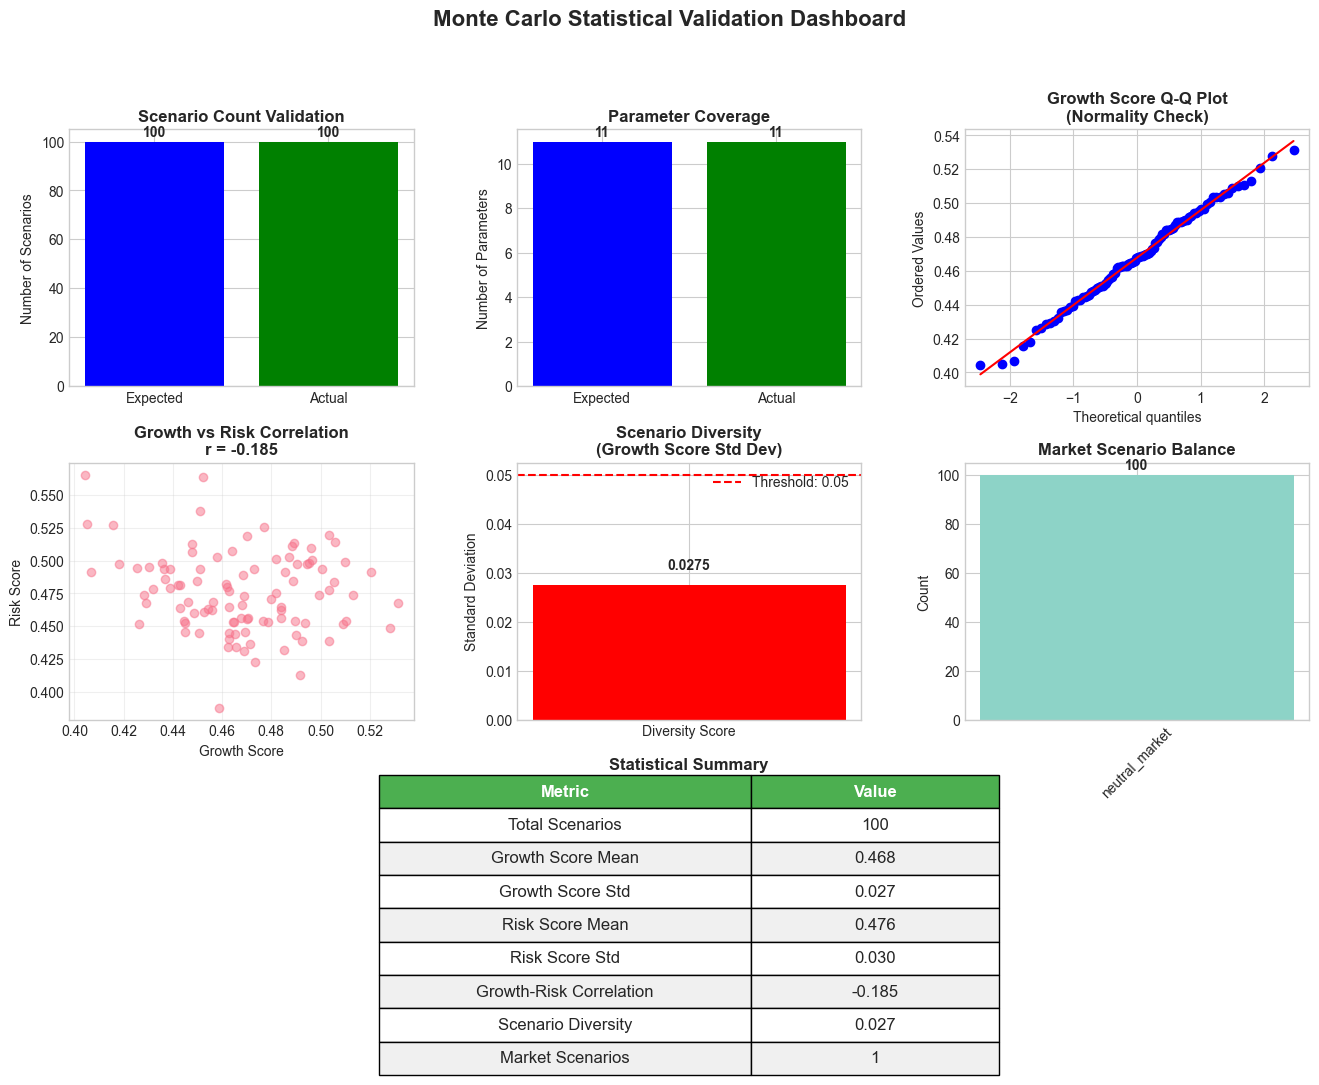 Monte Carlo Statistical Validation Dashboard
Scenario Count Validation
100
100
100
80
60
40
20
0
Number of Scenarios
Expected
Actual
Parameter Coverage
11
11
10
8
6
4
2
0
Number of Parameters
Expected
Actual
Growth Score Q-Q Plot
(Normality Check)
0.54
0.52
0.50
0.48
0.46
0.44
0.42
0.40
Ordered Values
−2
−1
0
1
2
Theoretical quantiles
Growth vs Risk Correlation
r = -0.185
0.550
0.525
0.500
0.475
0.450
0.425
0.400
Risk Score
0.40
0.42
0.44
0.46
0.48
0.50
0.52
Growth Score
Scenario Diversity
(Growth Score Std Dev)
0.05
0.04
0.03
0.02
0.01
0.00
Standard Deviation
Threshold: 0.05
0.0275
Diversity Score
Market Scenario Balance
100
100
80
60
40
20
0
Count
neutral_market
Statistical Summary
Metric Value
Total Scenarios 100
Growth Score Mean 0.468
Growth Score Std 0.027
Risk Score Mean 0.476
Risk Score Std 0.030
Growth-Risk Correlation -0.185
Scenario Diversity 0.027
Market Scenarios 1